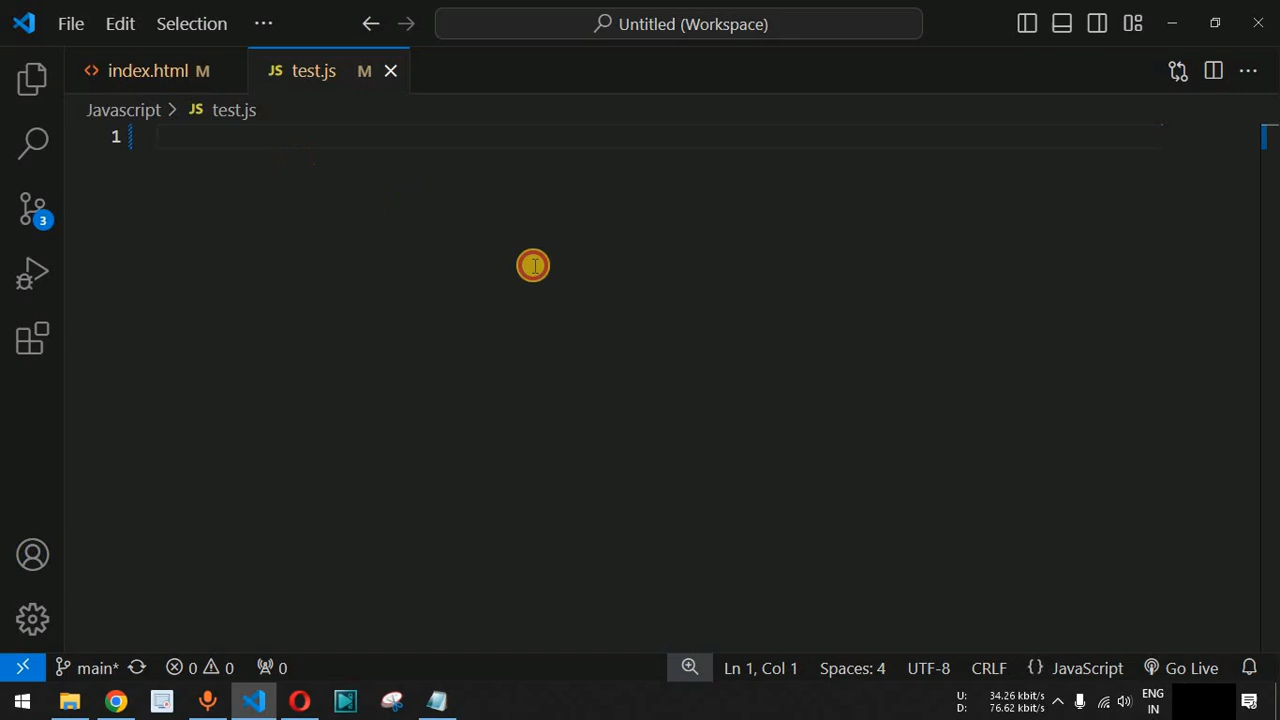 File Edit Selection ··· Untitled (Workspace)
<> index.html M JS test.js M
Javascript > JS test.js
1
3
main* 0 0 0 Ln 1, Col 1 Spaces: 4 UTF-8 CRLF {} JavaScript Go Live
U: 34.26 kbit/s
D: 76.62 kbit/s
ENG
IN